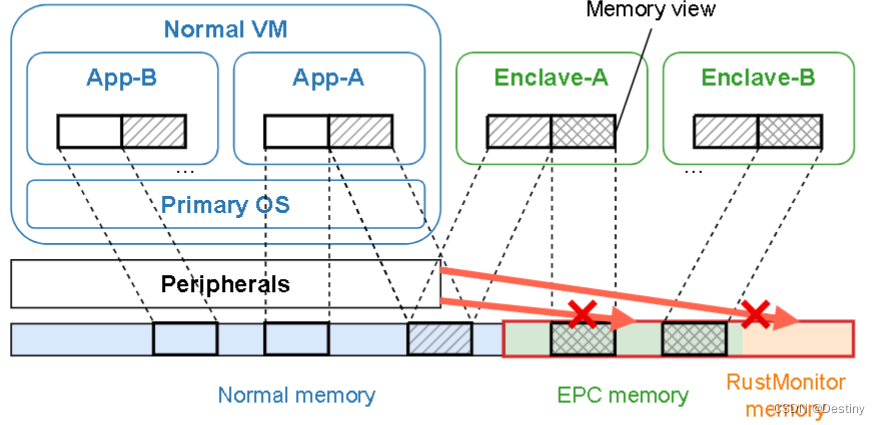 Memory view
Normal VM
App-B
App-A
Enclave-A
Enclave-B
...
...
Primary OS
Peripherals
Normal memory
EPC memory
RustMonitor
memory
CSDN @Destiny